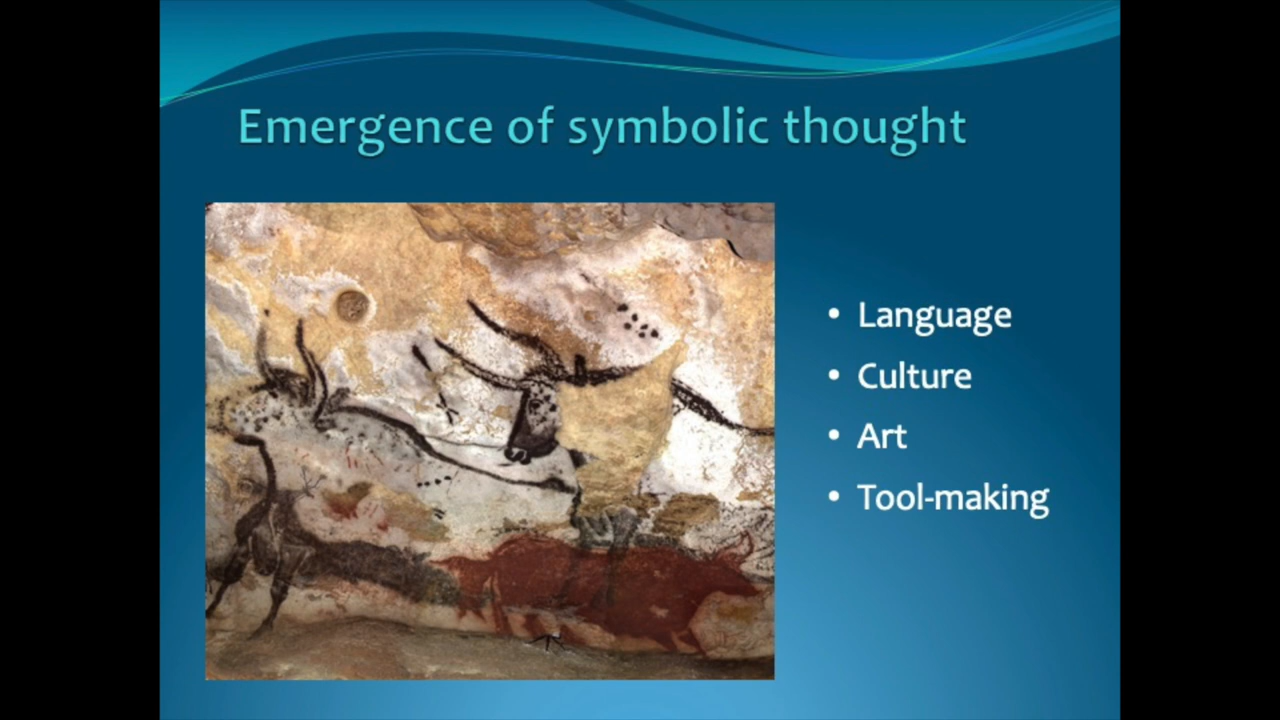 Emergence of symbolic thought
• Language
• Culture
• Art
• Tool-making